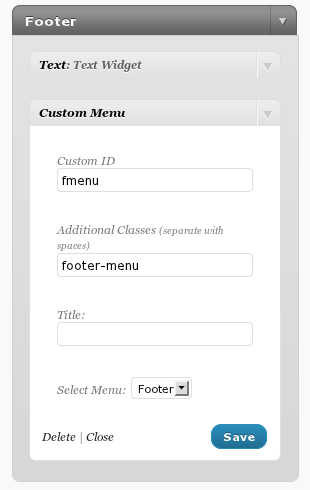 Footer
Text: Text Widget
Custom Menu
Custom ID
fmenu
Additional Classes (separate with
spaces)
footer-menu
Title:
Select Menu: Footer
Delete | Close Save